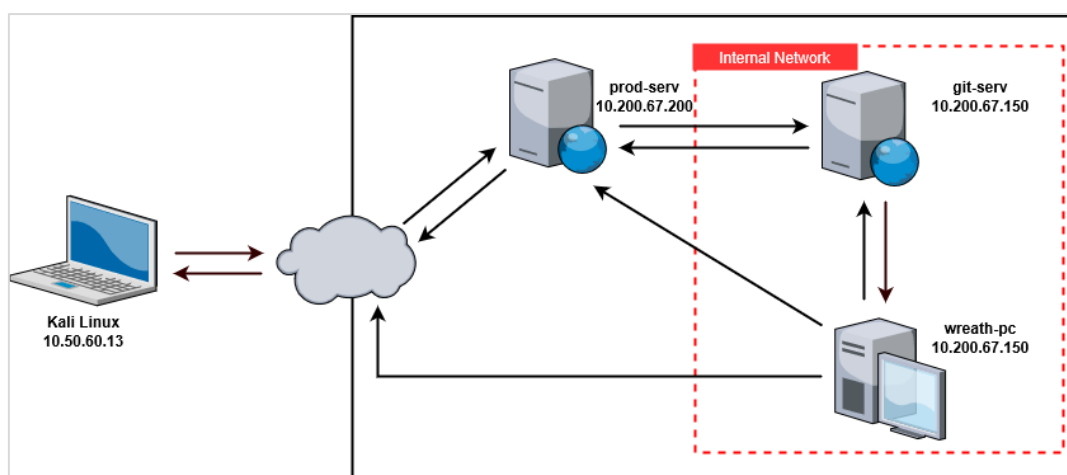 Internal Network
prod-serv
10.200.67.200
git-serv
10.200.67.150
Kali Linux
10.50.60.13
wreath-pc
10.200.67.150